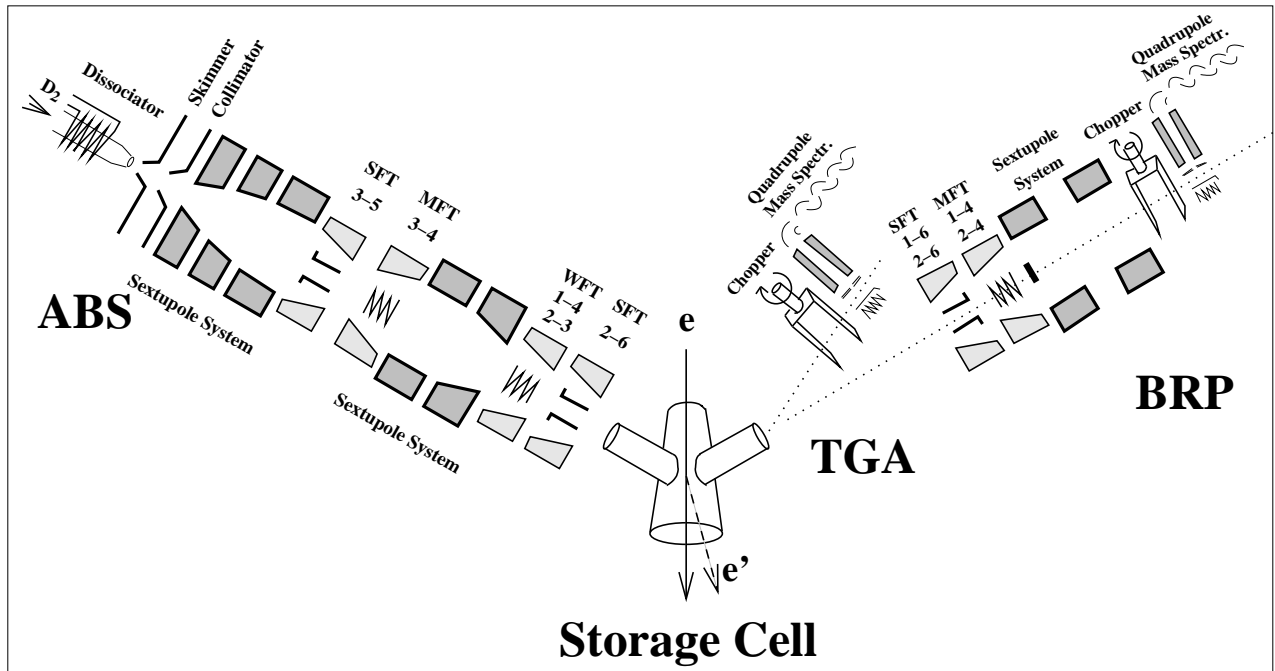 D2
Dissociator
Skimmer
Collimator
Sextupole System
ABS
SFT
3–5
MFT
3–4
Sextupole System
WFT
1–4
2–3
SFT
2–6
e
e’
Storage Cell
Chopper
Quadrupole
Mass Spectr.
TGA
SFT
1–6
2–6
MFT
1–4
2–4
Sextupole
System
Chopper
Quadrupole
Mass Spectr.
BRP